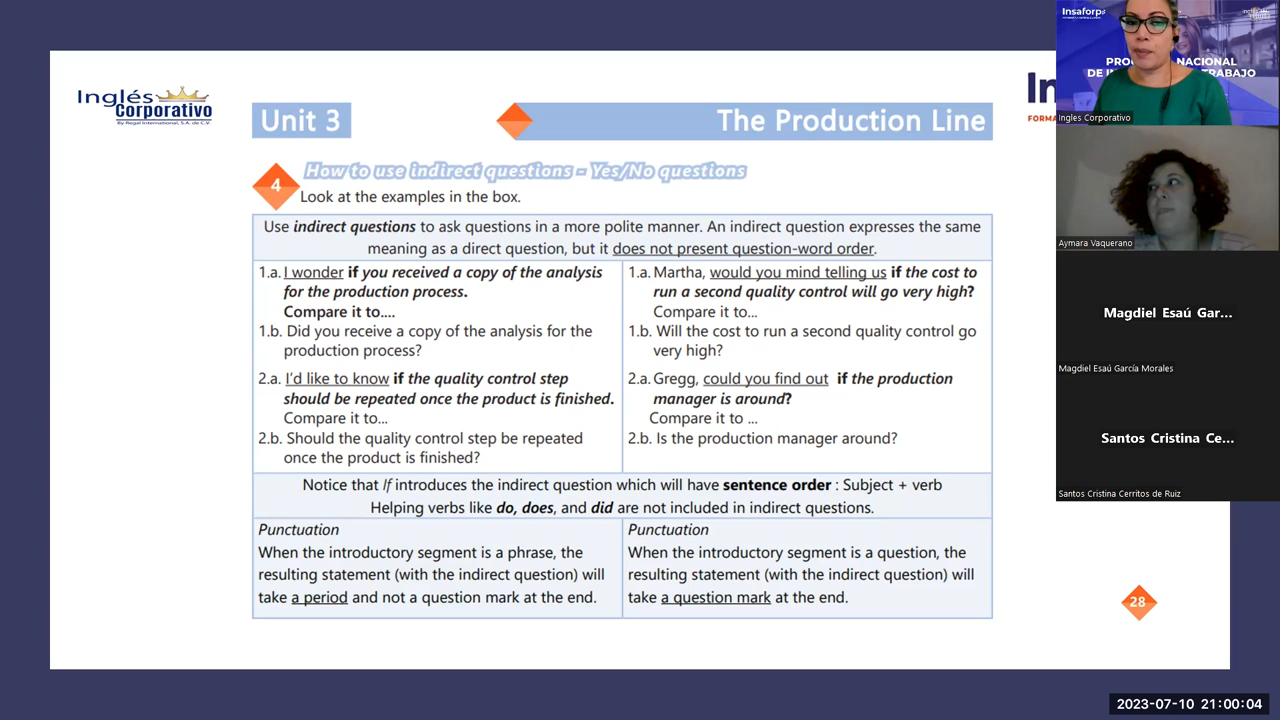 Inglés
Corporativo
By Regal International, S.A. de C.V.
Unit 3
The Production Line
4
How to use indirect questions - Yes/No questions
Look at the examples in the box.
Use indirect questions to ask questions in a more polite manner. An indirect question expresses the same
meaning as a direct question, but it does not present question-word order.
1.a. I wonder if you received a copy of the analysis
for the production process.
Compare it to....
1.b. Did you receive a copy of the analysis for the
production process?
2.a. I'd like to know if the quality control step
should be repeated once the product is finished.
Compare it to...
2.b. Should the quality control step be repeated
once the product is finished?
1.a. Martha, would you mind telling us if the cost to
run a second quality control will go very high?
Compare it to...
1.b. Will the cost to run a second quality control go
very high?
2.a. Gregg, could you find out if the production
manager is around?
Compare it to ...
2.b. Is the production manager around?
Notice that If introduces the indirect question which will have sentence order : Subject + verb
Helping verbs like do, does, and did are not included in indirect questions.
Punctuation
When the introductory segment is a phrase, the
resulting statement (with the indirect question) will
take a period and not a question mark at the end.
Punctuation
When the introductory segment is a question, the
resulting statement (with the indirect question) will
take a question mark at the end.
28
In
FORMA
Insaforp
PRO NACIONAL
DE IN TRABAJO
Ingles Corporativo
Aymara Vaquerano
Magdiel Esaú Gar...
Magdiel Esaú García Morales
Santos Cristina Ce...
Santos Cristina Cerritos de Ruiz
2023-07-10 21:00:04